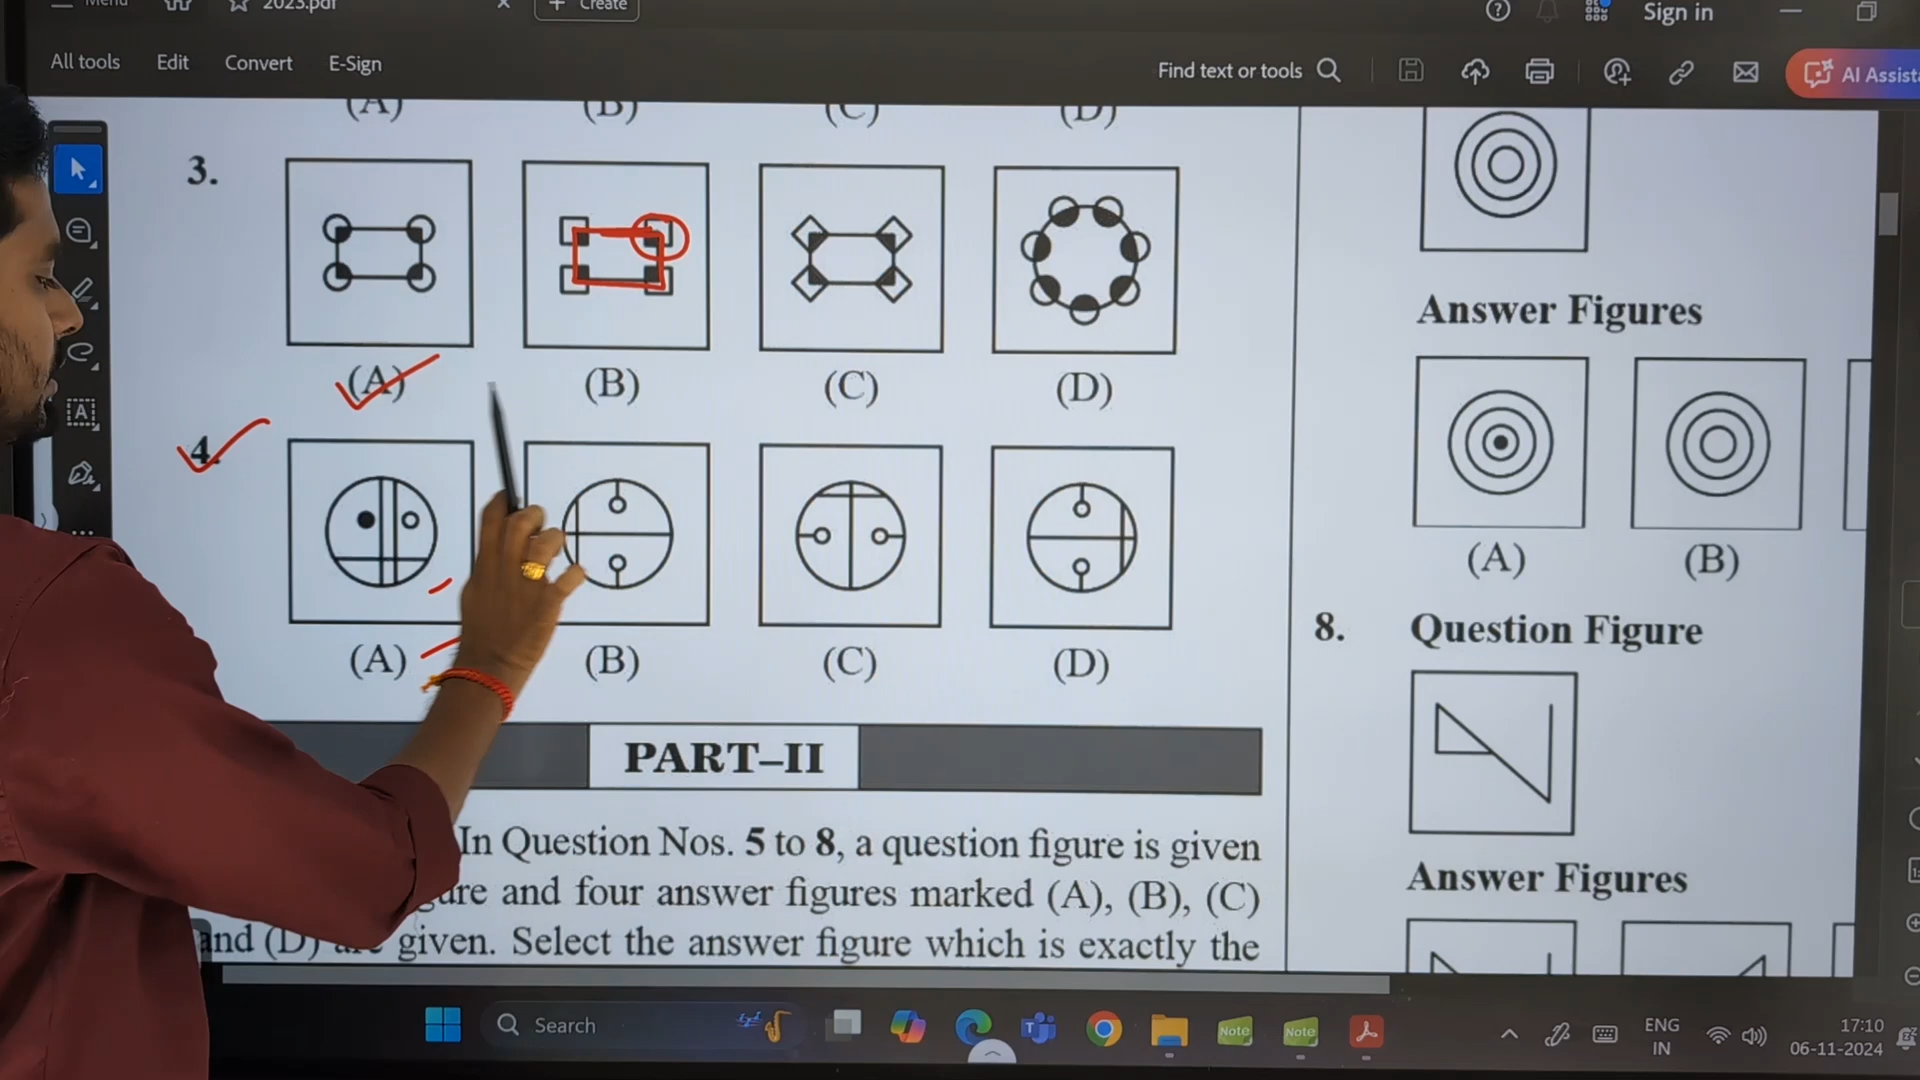 Menu
2023.pdf
Create
Sign in
All tools Edit Convert E-Sign
Find text or tools
AI Assist
(A) (B) (C) (D)
3.
(A) (B) (C) (D)
4.
(A) (B) (C) (D)
PART–II
In Question Nos. 5 to 8, a question figure is given
and four answer figures marked (A), (B), (C)
and (D) are given. Select the answer figure which is exactly the
Answer Figures
(A) (B)
8. Question Figure
Answer Figures
Search
Note Note
ENG
IN
17:10
06-11-2024